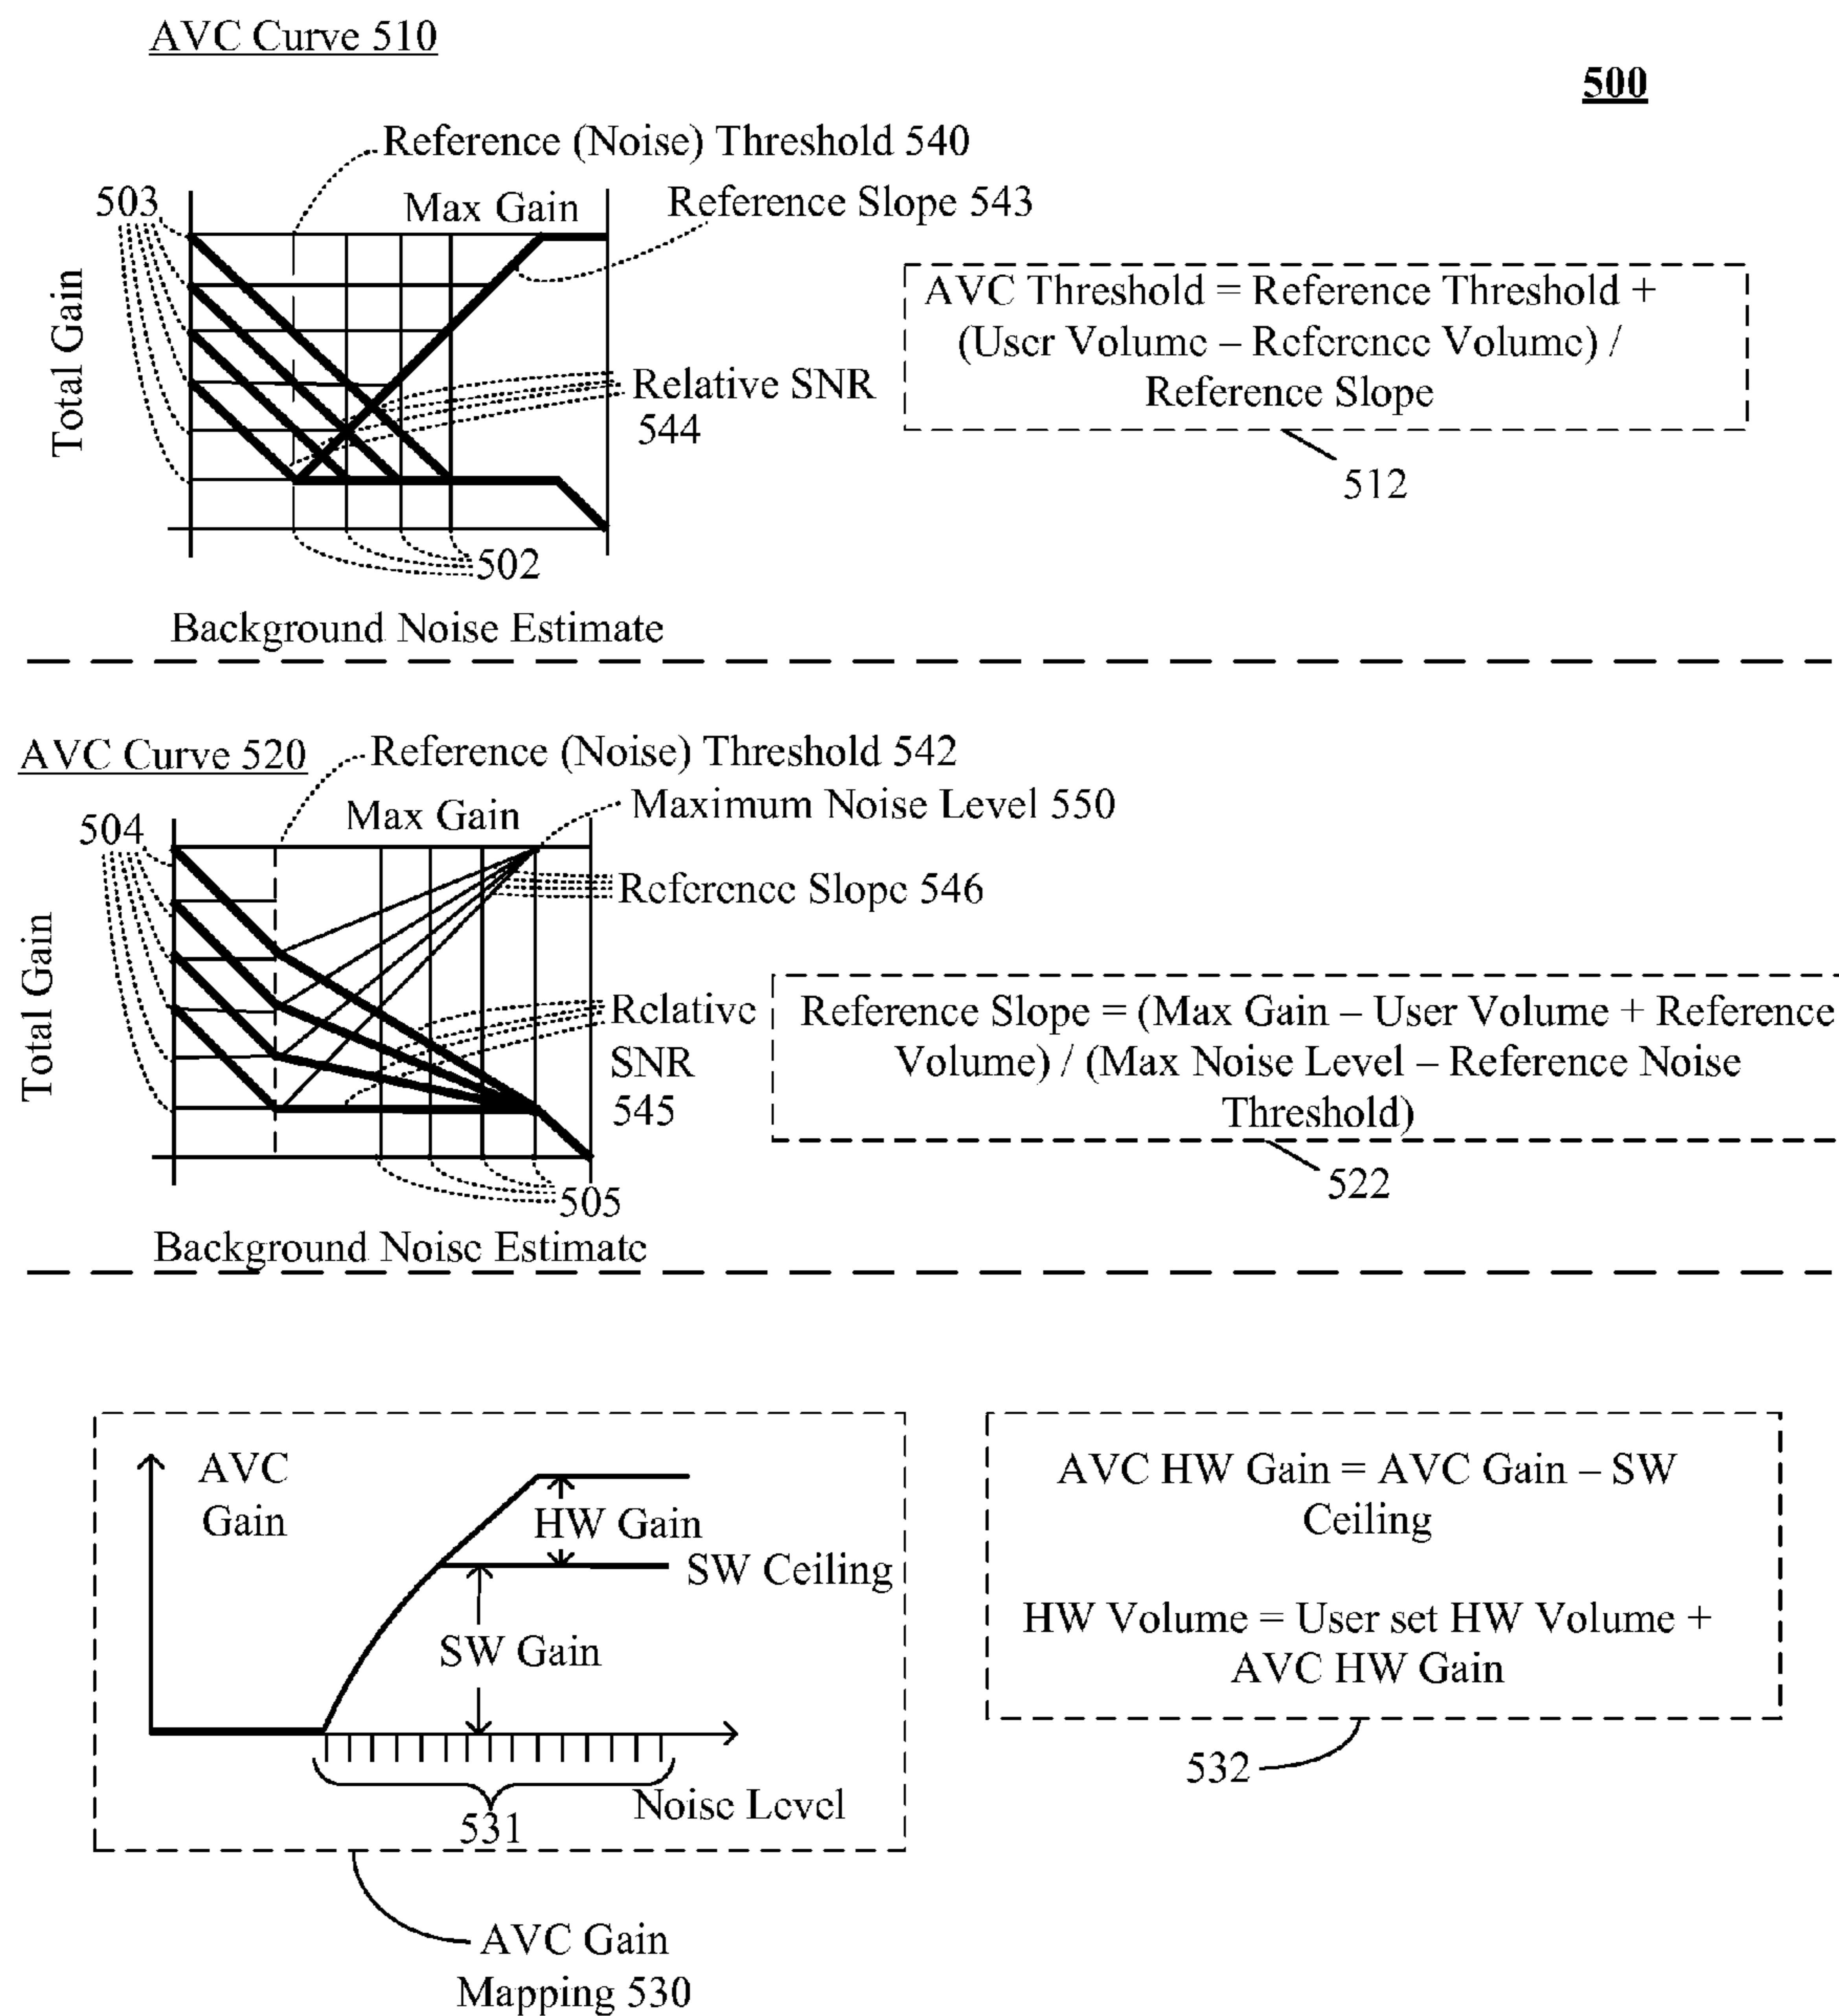 AVC Curve 510
500
Reference (Noise) Threshold 540
503
Max Gain
Reference Slope 543
Total Gain
AVC Threshold = Reference Threshold +
(User Volume – Reference Volume) /
Reference Slope
Relative SNR
544
512
502
Background Noise Estimate
AVC Curve 520
Reference (Noise) Threshold 542
Maximum Noise Level 550
504
Max Gain
Reference Slope 546
Total Gain
Relative
SNR
545
Reference Slope = (Max Gain – User Volume + Reference
Volume) / (Max Noise Level – Reference Noise
Threshold)
522
505
Background Noise Estimate
AVC
Gain
HW Gain
SW Ceiling
SW Gain
Noise Level
531
AVC Gain
Mapping 530
AVC HW Gain = AVC Gain – SW
Ceiling
HW Volume = User set HW Volume +
AVC HW Gain
532